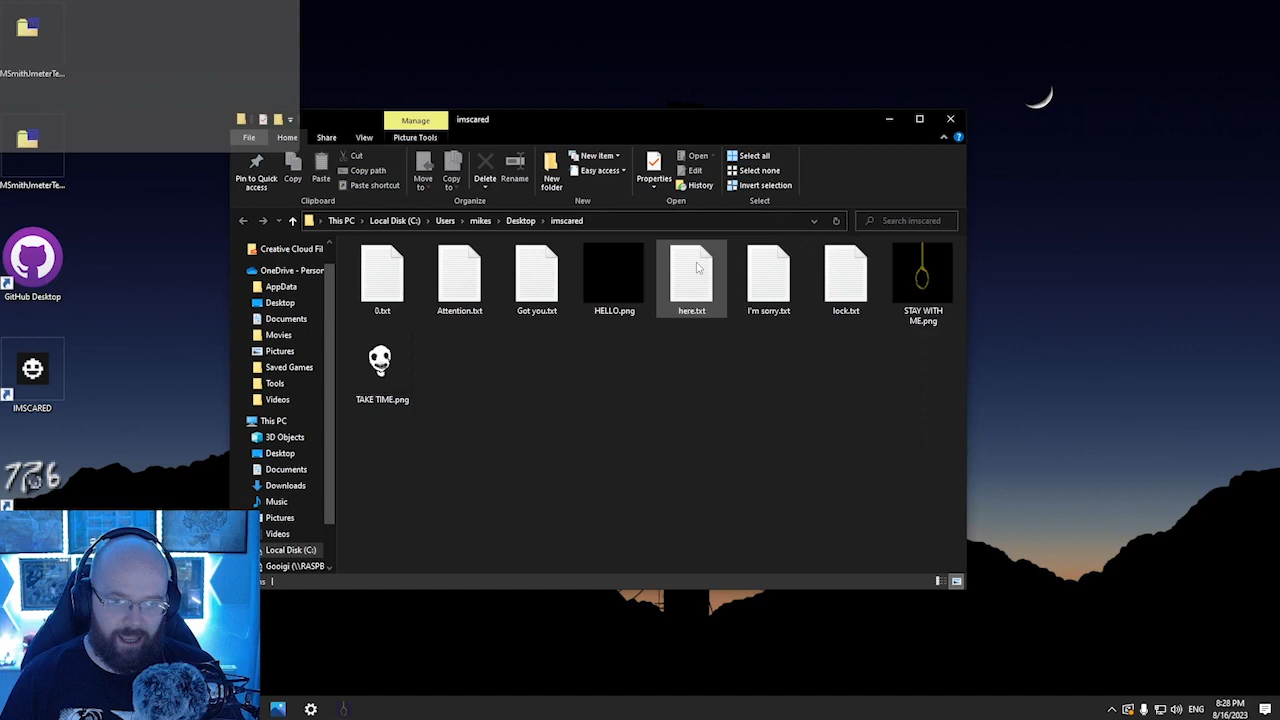 MSmithJmeterTe...
MSmithJmeterTe...
GitHub Desktop
IMSCARED
Manage
imscared
File
Home
Share
View
Picture Tools
Pin to Quick
access
Copy
Paste
Cut
Copy path
Paste shortcut
Clipboard
Move
to
Copy
to
Delete
Rename
Organize
New
folder
New item
Easy access
New
Properties
Open
Edit
History
Open
Select all
Select none
Invert selection
Select
This PC
Local Disk (C:)
Users
mikes
Desktop
imscared
Search imscared
Creative Cloud Fil
OneDrive - Person
AppData
Desktop
Documents
Movies
Pictures
Saved Games
Tools
Videos
This PC
3D Objects
Desktop
Documents
Downloads
Music
Pictures
Videos
Local Disk (C:)
Googi (\\RASPB
0.txt
Attention.txt
Got you.txt
HELLO.png
here.txt
I'm sorry.txt
lock.txt
STAY WITH
ME.png
TAKE TIME.png
ENG
8:28 PM
8/16/2023